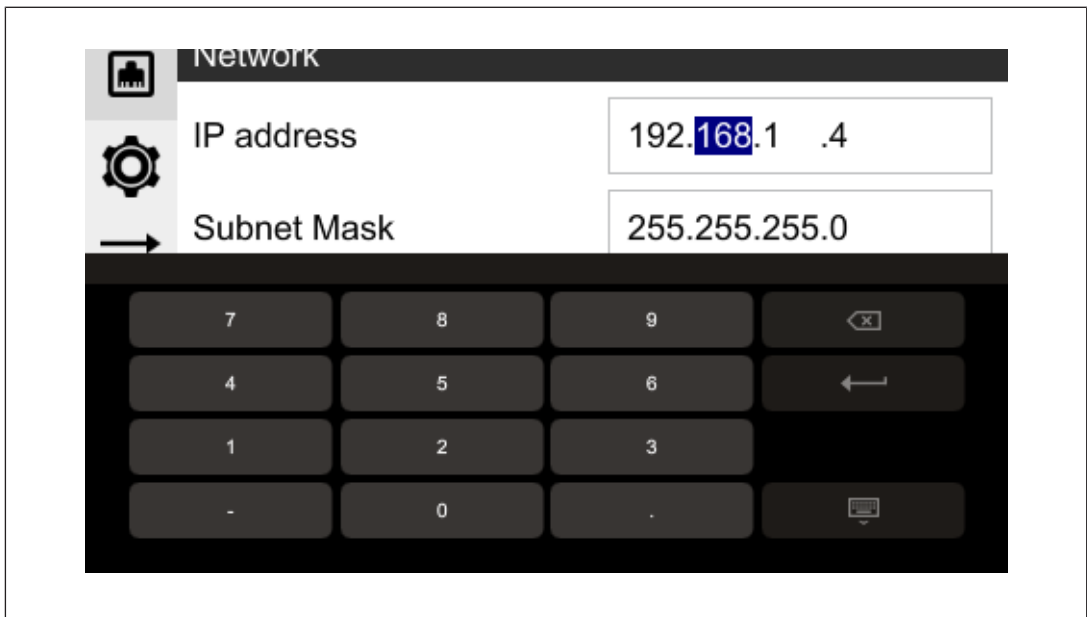 Network
IP address
192.168.1 .4
Subnet Mask
255.255.255.0
7 8 9
4 5 6
1 2 3
- 0 .